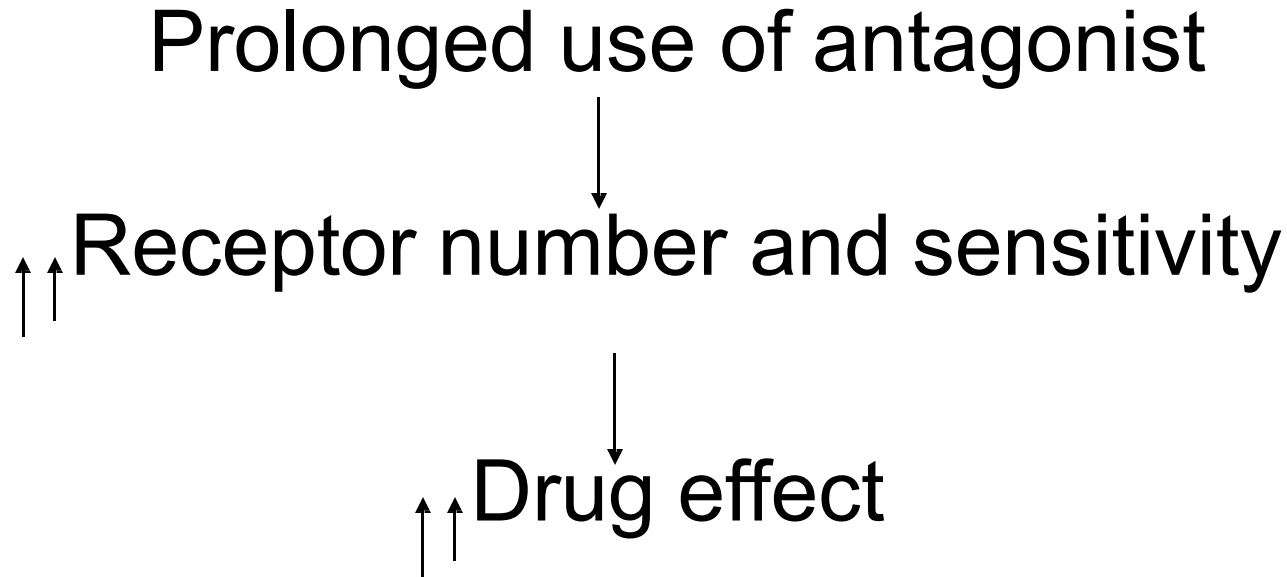 Prolonged use of antagonist
Receptor number and sensitivity
Drug effect